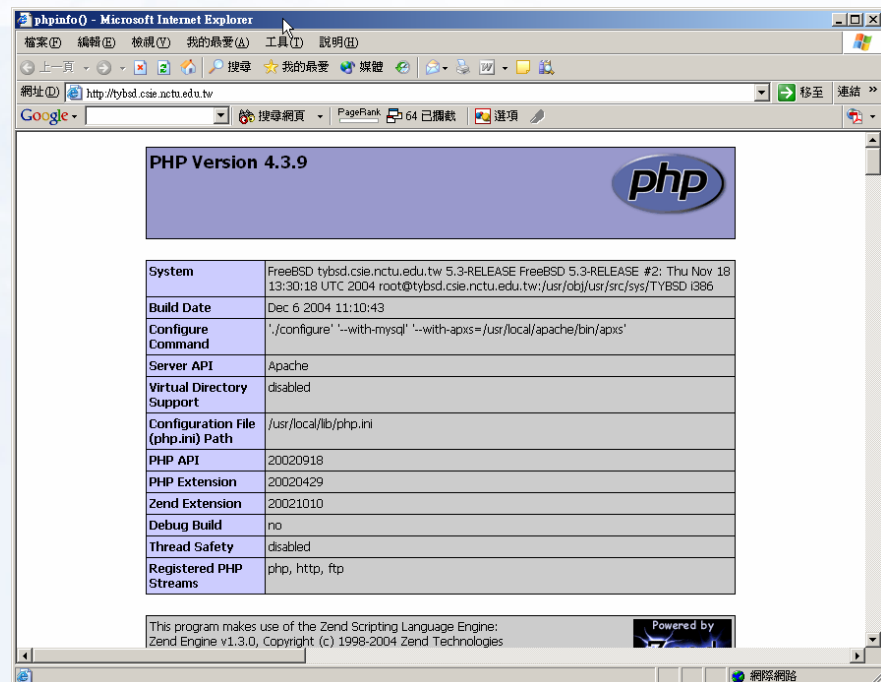 phpinfo() - Microsoft Internet Explorer
檔案(F) 編輯(E) 檢視(V) 我的最愛(A) 工具(T) 說明(H)
上一頁 搜尋 我的最愛 媒體
網址(D) http://tybsd.csie.nctu.edu.tw 移至 連結 »
Google 搜尋網頁 PageRank 64 已攔截 選項
PHP Version 4.3.9
php
System FreeBSD tybsd.csie.nctu.edu.tw 5.3-RELEASE FreeBSD 5.3-RELEASE #2: Thu Nov 18
13:30:18 UTC 2004 root@tybsd.csie.nctu.edu.tw:/usr/obj/usr/src/sys/TYBSD i386
Build Date Dec 6 2004 11:10:43
Configure './configure' '--with-mysql' '--with-apxs=/usr/local/apache/bin/apxs'
Command
Server API Apache
Virtual Directory disabled
Support
Configuration File /usr/local/lib/php.ini
(php.ini) Path
PHP API 20020918
PHP Extension 20020429
Zend Extension 20021010
Debug Build no
Thread Safety disabled
Registered PHP php, http, ftp
Streams
This program makes use of the Zend Scripting Language Engine:
Zend Engine v1.3.0, Copyright (c) 1998-2004 Zend Technologies
Powered by
網際網路